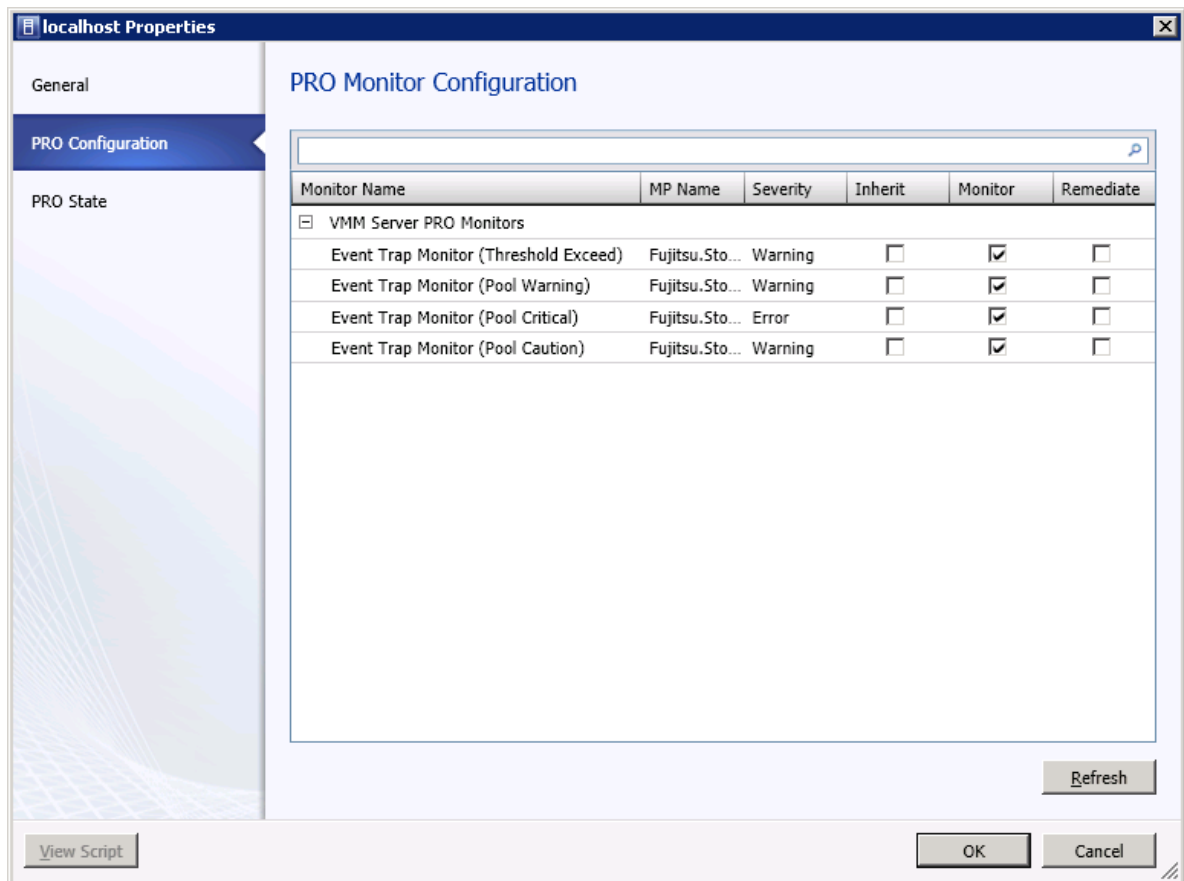 localhost Properties
General
PRO Configuration
PRO State
PRO Monitor Configuration
Monitor Name MP Name Severity Inherit Monitor Remediate
VMM Server PRO Monitors
Event Trap Monitor (Threshold Exceed) Fujitsu.Sto... Warning
Event Trap Monitor (Pool Warning) Fujitsu.Sto... Warning
Event Trap Monitor (Pool Critical) Fujitsu.Sto... Error
Event Trap Monitor (Pool Caution) Fujitsu.Sto... Warning
Refresh
View Script OK Cancel